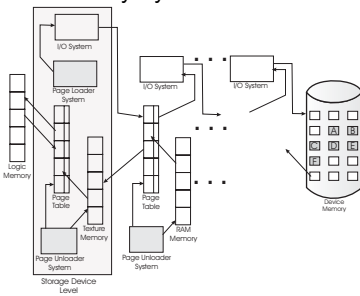 I/O System
I/O System
I/O System
Page Loader
System
Logic
Memory
Page
Table
Texture
Memory
Page
Table
RAM
Memory
A B
C D E
F
Device
Memory
Page Unloader
System
Page Unloader
System
Storage Device
Level